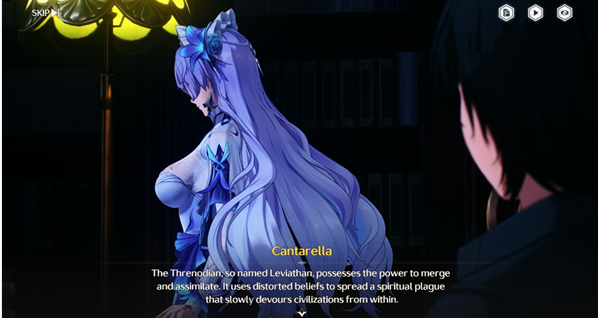 SKIP
Cantarella
The Threnodian, so named Leviathan, possesses the power to merge
and assimilate. It uses distorted beliefs to spread a spiritual plague
that slowly devours civilizations from within.